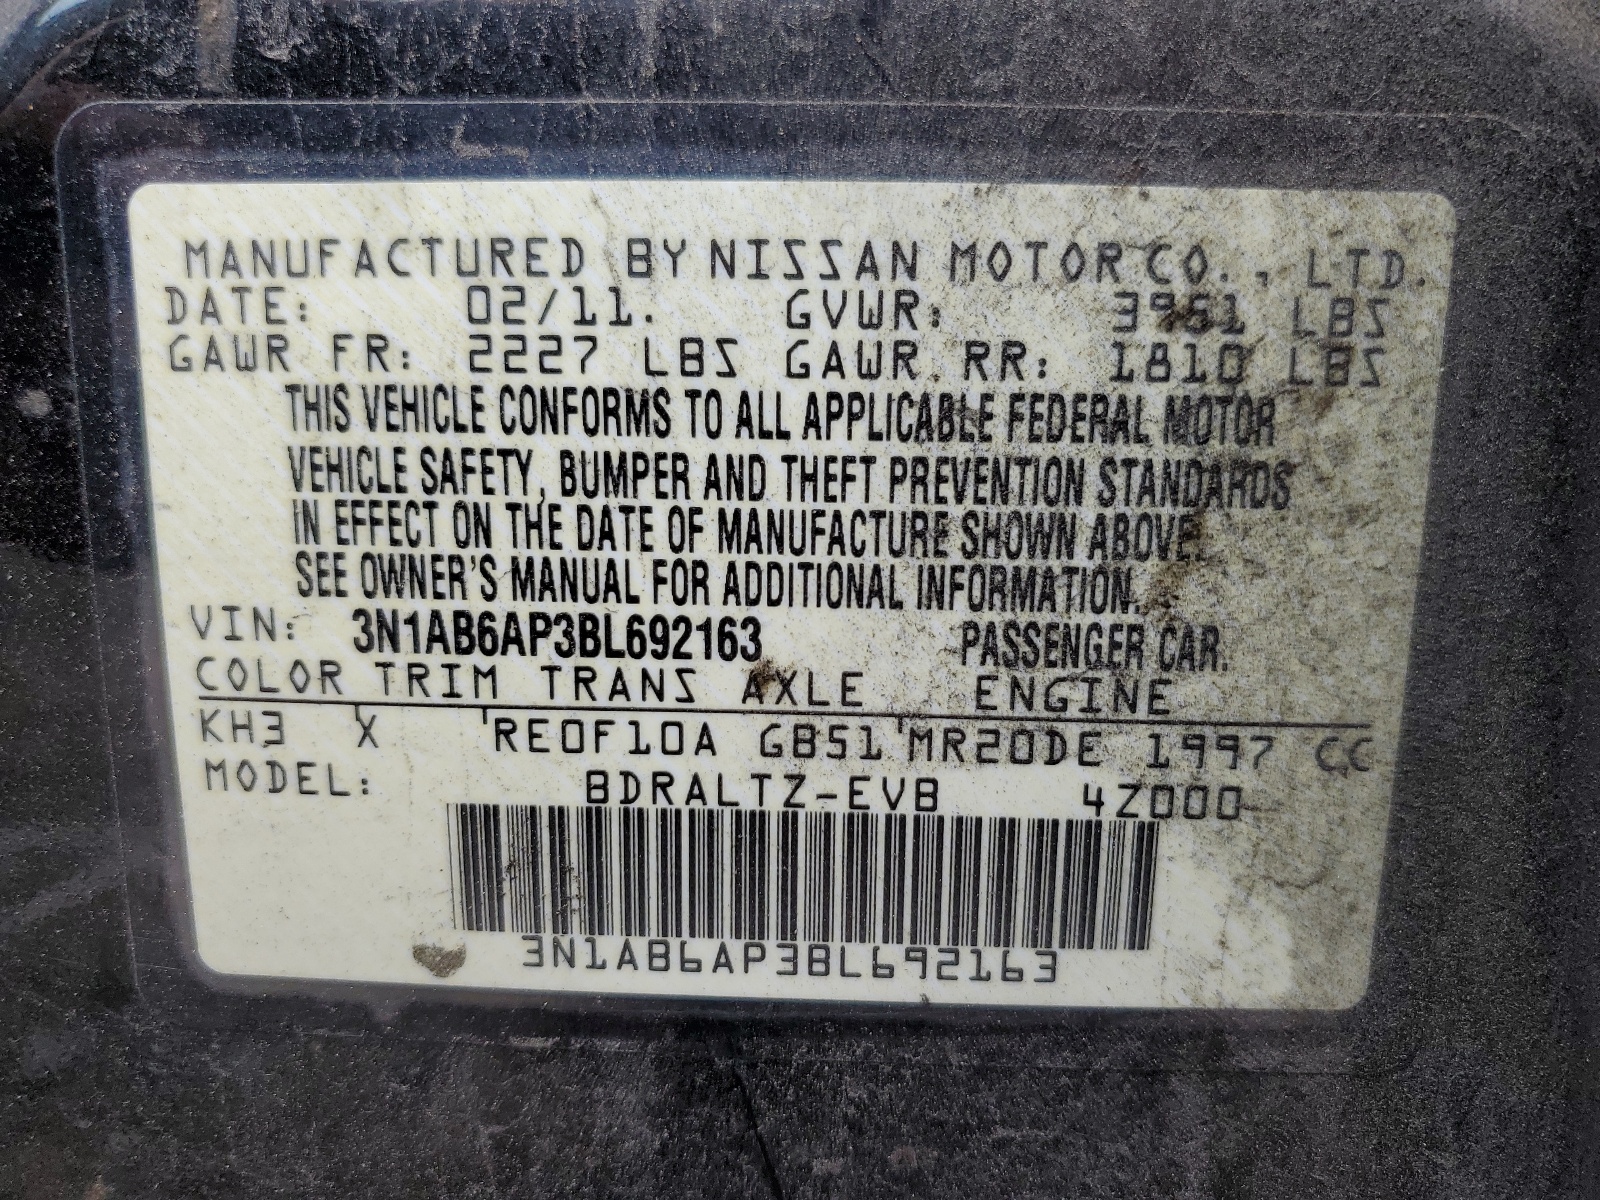 MANUFACTURED BY NISSAN MOTOR CO., LTD.
DATE: 02/11. GVWR: 3951 LBS
GAWR FR: 2227 LBS GAWR RR: 1810 LBS
THIS VEHICLE CONFORMS TO ALL APPLICABLE FEDERAL MOTOR
VEHICLE SAFETY, BUMPER AND THEFT PREVENTION STANDARDS
IN EFFECT ON THE DATE OF MANUFACTURE SHOWN ABOVE.
SEE OWNER'S MANUAL FOR ADDITIONAL INFORMATION.
VIN: 3N1AB6AP3BL692163 PASSENGER CAR.
COLOR TRIM TRANS AXLE ENGINE
KH3 X RE0F10A GB51 MR20DE 1997 CC
MODEL: BDRALTZ-EVB 4Z000
3N1AB6AP3BL692163